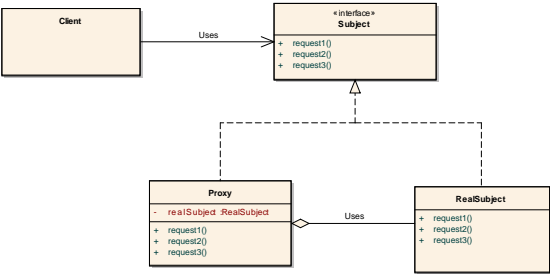 Client
Uses
«interface»
Subject
+ request1()
+ request2()
+ request3()
Proxy
- realSubject :RealSubject
+ request1()
+ request2()
+ request3()
Uses
RealSubject
+ request1()
+ request2()
+ request3()